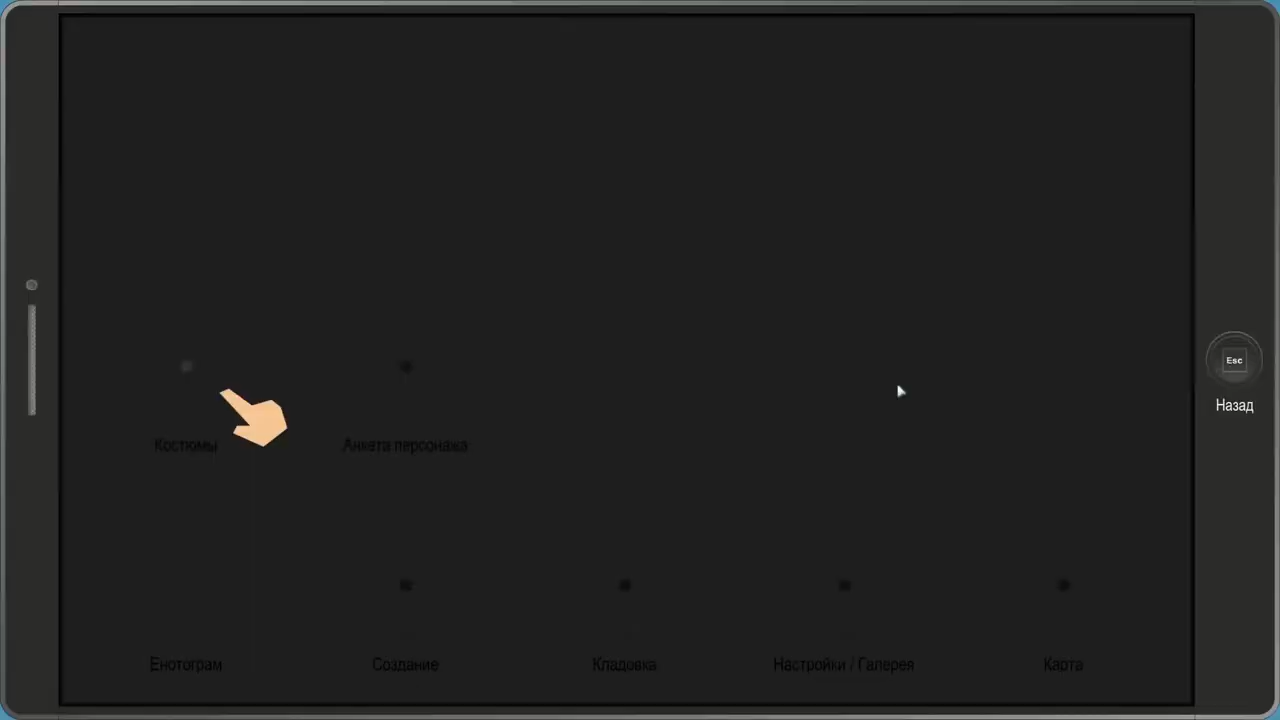 Esc
Назад
Костюмы
Анкета персонажа
Енотограм
Создание
Кладовка
Настройки / Галерея
Карта